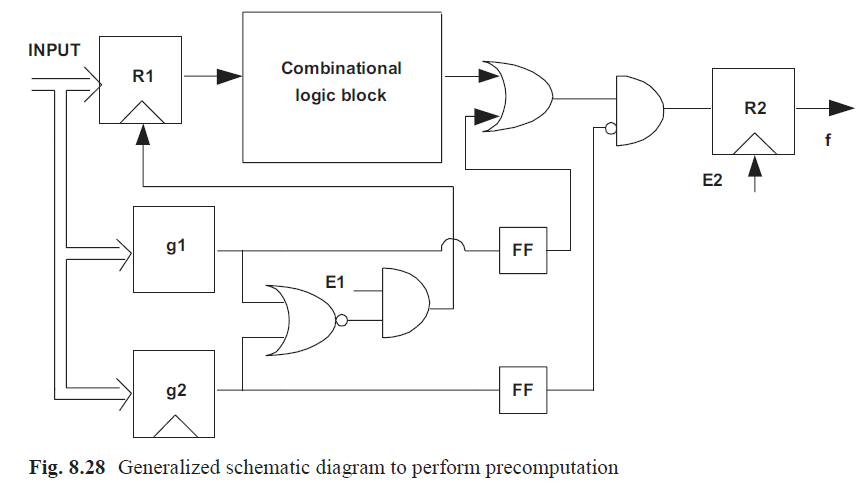 INPUT
R1
Combinational
logic block
R2
f
E2
g1
FF
E1
g2
FF
Fig. 8.28 Generalized schematic diagram to perform precomputation